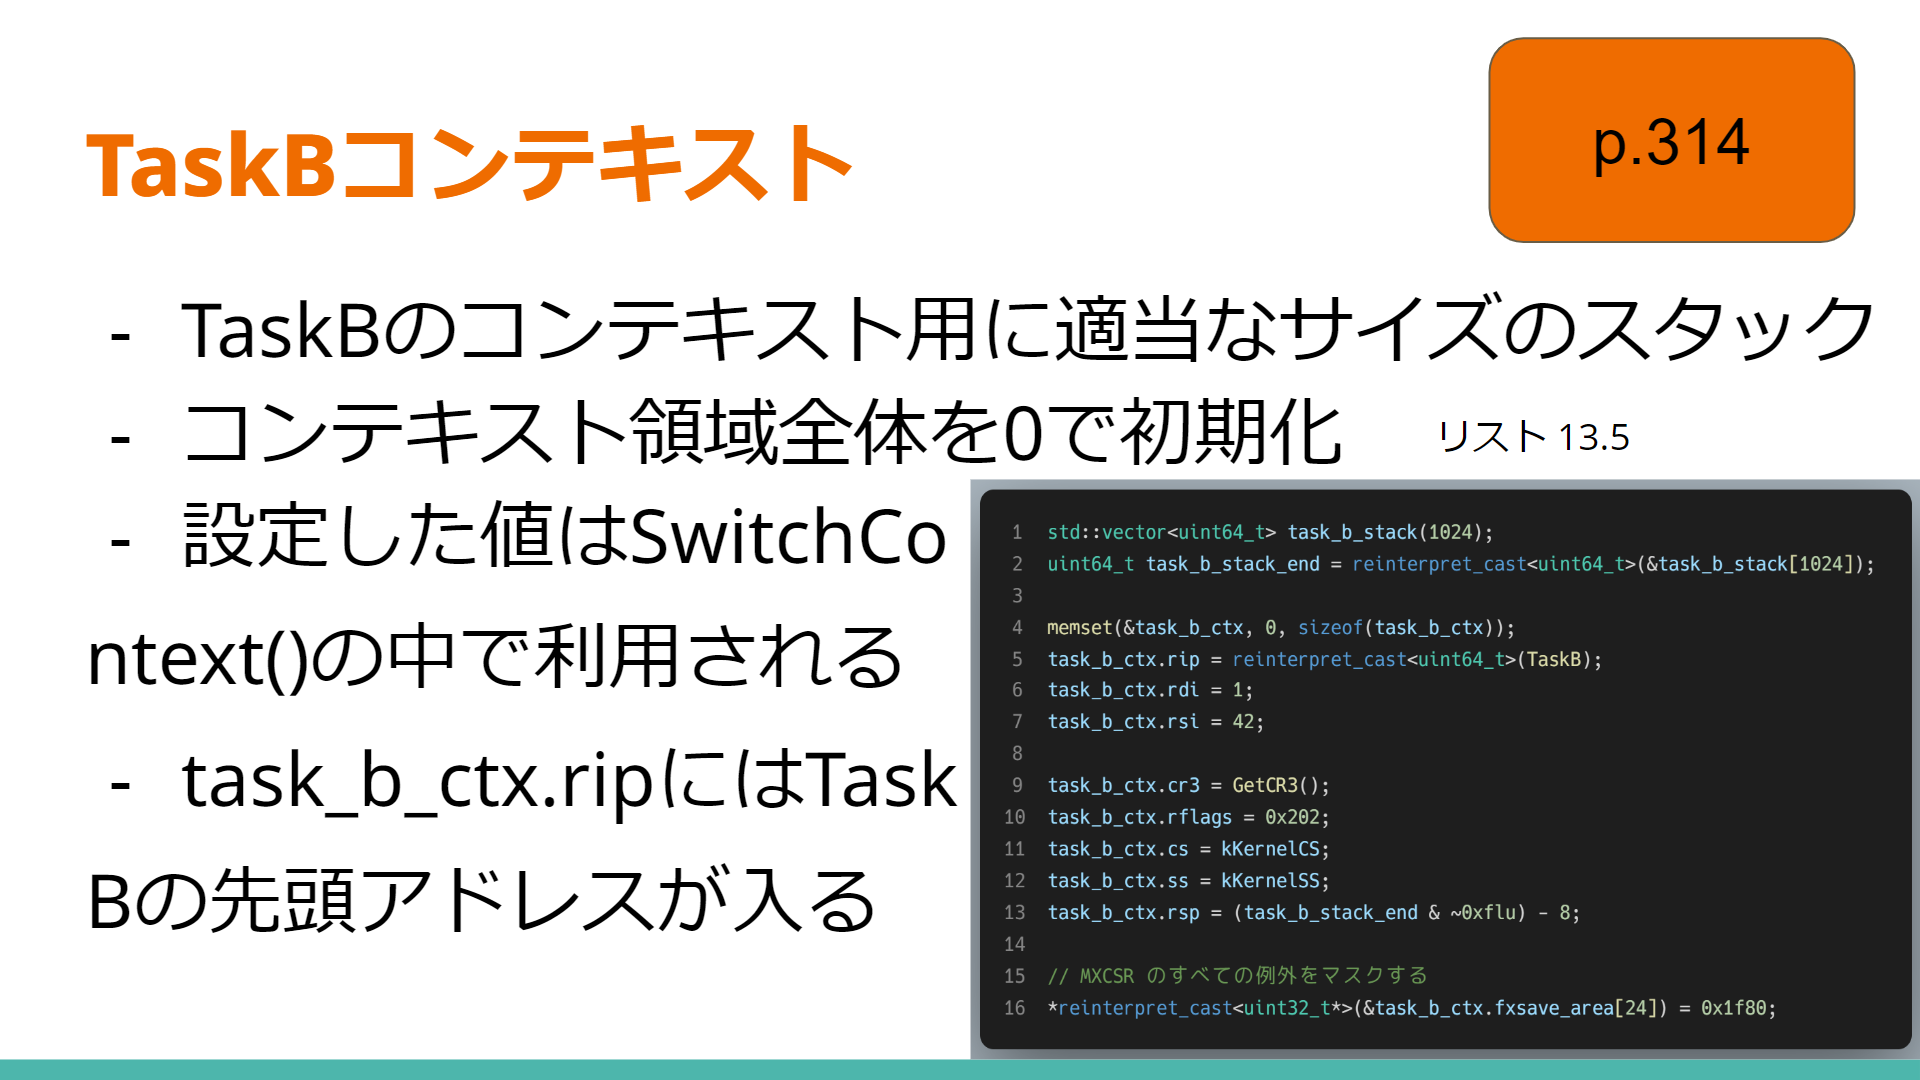 p.314
TaskBコンテキスト
- TaskBのコンテキスト用に適当なサイズのスタック
- コンテキスト領域全体を0で初期化
リスト 13.5
- 設定した値はSwitchCo
ntext()の中で利用される
- task_b_ctx.ripにはTask
Bの先頭アドレスが入る
1 std::vector<uint64_t> task_b_stack(1024);
2 uint64_t task_b_stack_end = reinterpret_cast<uint64_t>(&task_b_stack[1024]);
3
4 memset(&task_b_ctx, 0, sizeof(task_b_ctx));
5 task_b_ctx.rip = reinterpret_cast<uint64_t>(TaskB);
6 task_b_ctx.rdi = 1;
7 task_b_ctx.rsi = 42;
8
9 task_b_ctx.cr3 = GetCR3();
10 task_b_ctx.rflags = 0x202;
11 task_b_ctx.cs = kKernelCS;
12 task_b_ctx.ss = kKernelSS;
13 task_b_ctx.rsp = (task_b_stack_end & ~0xflu) - 8;
14
15 // MXCSR のすべての例外をマスクする
16 *reinterpret_cast<uint32_t*>(&task_b_ctx.fxsave_area[24]) = 0x1f80;